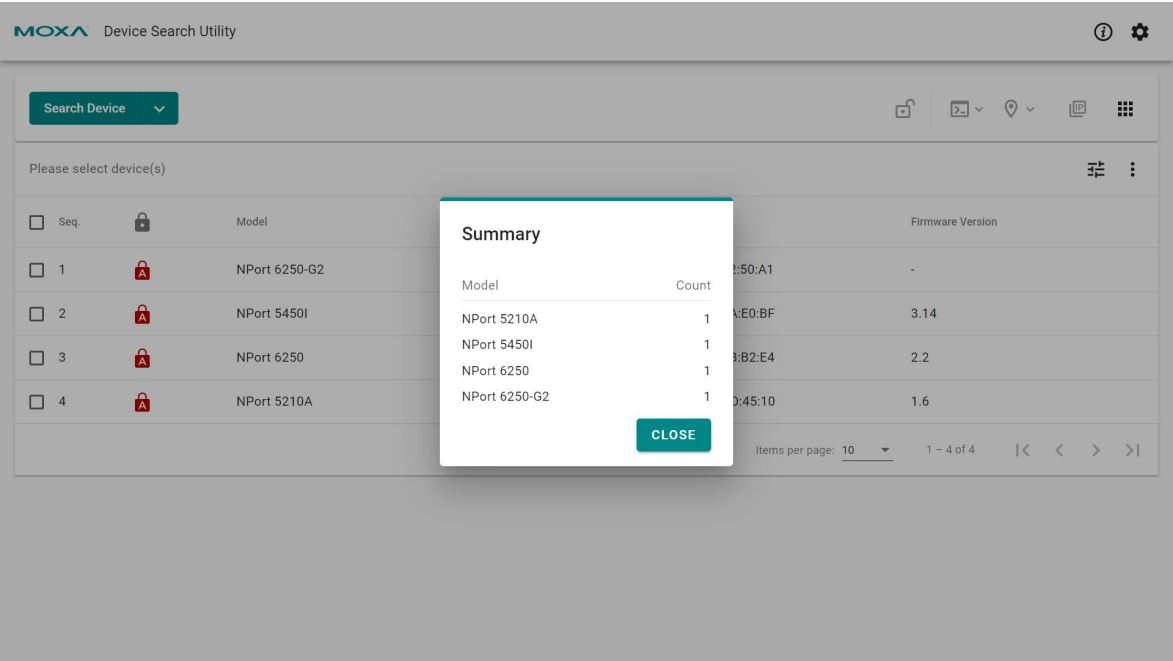 MOXA Device Search Utility
Search Device
IP
Please select device(s)
Seq. Model Firmware Version
1 A NPort 6250-G2 2:50:A1 -
2 A NPort 5450I A:E0:BF 3.14
3 A NPort 6250 B2:E4 2.2
4 A NPort 5210A 45:10 1.6
Summary
Model Count
NPort 5210A 1
NPort 5450I 1
NPort 6250 1
NPort 6250-G2 1
CLOSE
Items per page: 10 1 – 4 of 4